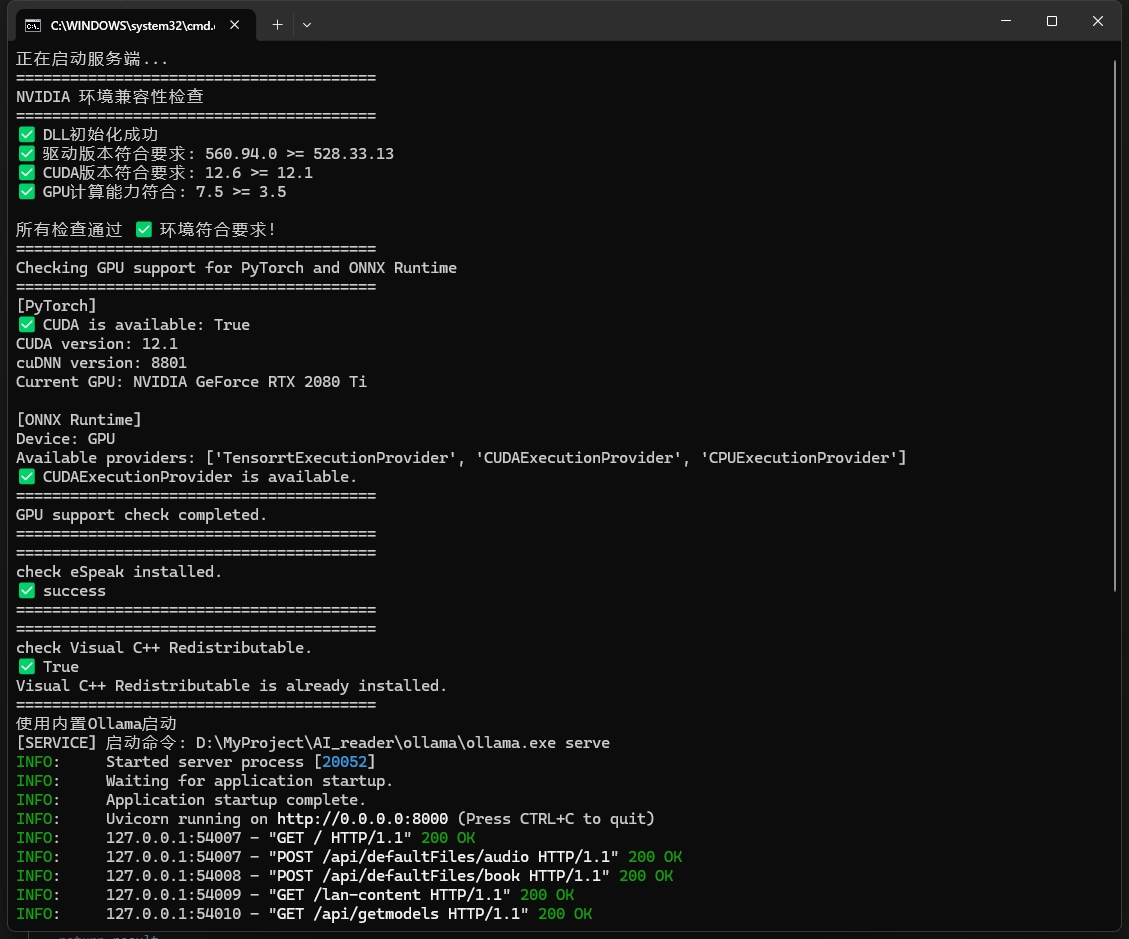 C:\WINDOWS\system32\cmd.
正在启动服务端...
========================================
NVIDIA 环境兼容性检查
========================================
✅ DLL初始化成功
✅ 驱动版本符合要求: 560.94.0 >= 528.33.13
✅ CUDA版本符合要求: 12.6 >= 12.1
✅ GPU计算能力符合: 7.5 >= 3.5
所有检查通过 ✅ 环境符合要求!
========================================
Checking GPU support for PyTorch and ONNX Runtime
========================================
[PyTorch]
✅ CUDA is available: True
CUDA version: 12.1
cuDNN version: 8801
Current GPU: NVIDIA GeForce RTX 2080 Ti
[ONNX Runtime]
Device: GPU
Available providers: ['TensorrtExecutionProvider', 'CUDAExecutionProvider', 'CPUExecutionProvider']
✅ CUDAExecutionProvider is available.
========================================
GPU support check completed.
========================================
========================================
check eSpeak installed.
✅ success
========================================
========================================
check Visual C++ Redistributable.
✅ True
Visual C++ Redistributable is already installed.
========================================
使用内置Ollama启动
[SERVICE] 启动命令: D:\MyProject\AI_reader\ollama\ollama.exe serve
INFO:     Started server process [20052]
INFO:     Waiting for application startup.
INFO:     Application startup complete.
INFO:     Uvicorn running on http://0.0.0.0:8000 (Press CTRL+C to quit)
INFO:     127.0.0.1:54007 - "GET / HTTP/1.1" 200 OK
INFO:     127.0.0.1:54007 - "POST /api/defaultFiles/audio HTTP/1.1" 200 OK
INFO:     127.0.0.1:54008 - "POST /api/defaultFiles/book HTTP/1.1" 200 OK
INFO:     127.0.0.1:54009 - "GET /lan-content HTTP/1.1" 200 OK
INFO:     127.0.0.1:54010 - "GET /api/getmodels HTTP/1.1" 200 OK
return result